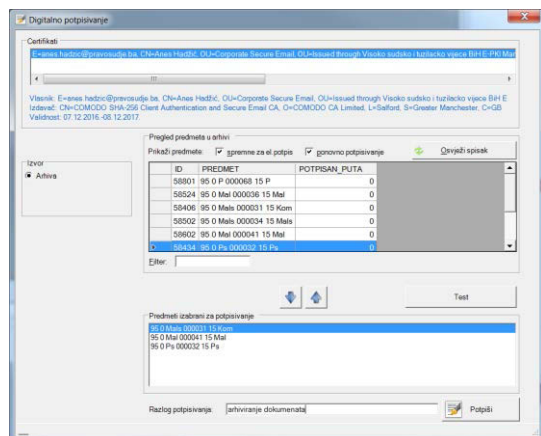 Digitalno potpisivanje
Certifikati
E=anes.hadzic@pravosudje.ba, CN=Anes Hadžić, OU=Corporate Secure Email, OU=Issued through Visoko sudsko i tuzilacko vijece BiH E-PKI Man
Vlasnik: E=anes.hadzic@pravosudje.ba, CN=Anes Hadžić, OU=Corporate Secure Email, OU=Issued through Visoko sudsko i tuzilacko vijece BiH E
Izdavač: CN=COMODO SHA-256 Client Authentication and Secure Email CA, O=COMODO CA Limited, L=Salford, S=Greater Manchester, C=GB
Validnost: 07.12.2016.-08.12.2017.
Izvor
Arhiva
Pregled predmeta u arhivi
Prikaži predmete: spremne za el potpis ponovno potpisivanje Osvježi spisak
ID PREDMET POTPISAN_PUTA
58801 95 0 P 000068 15 P 0
58524 95 0 Mal 000036 15 Mal 0
58406 95 0 Mals 000031 15 Kom 0
58502 95 0 Mals 000034 15 Mals 0
58602 95 0 Mal 000041 15 Mal 0
58434 95 0 Ps 000032 15 Ps 0
Filter:
Test
Predmeti izabrani za potpisivanje
95 0 Mals 000031 15 Kom
95 0 Mal 000041 15 Mal
95 0 Ps 000032 15 Ps
Razlog potpisivanja: arhiviranje dokumenata Potpiši